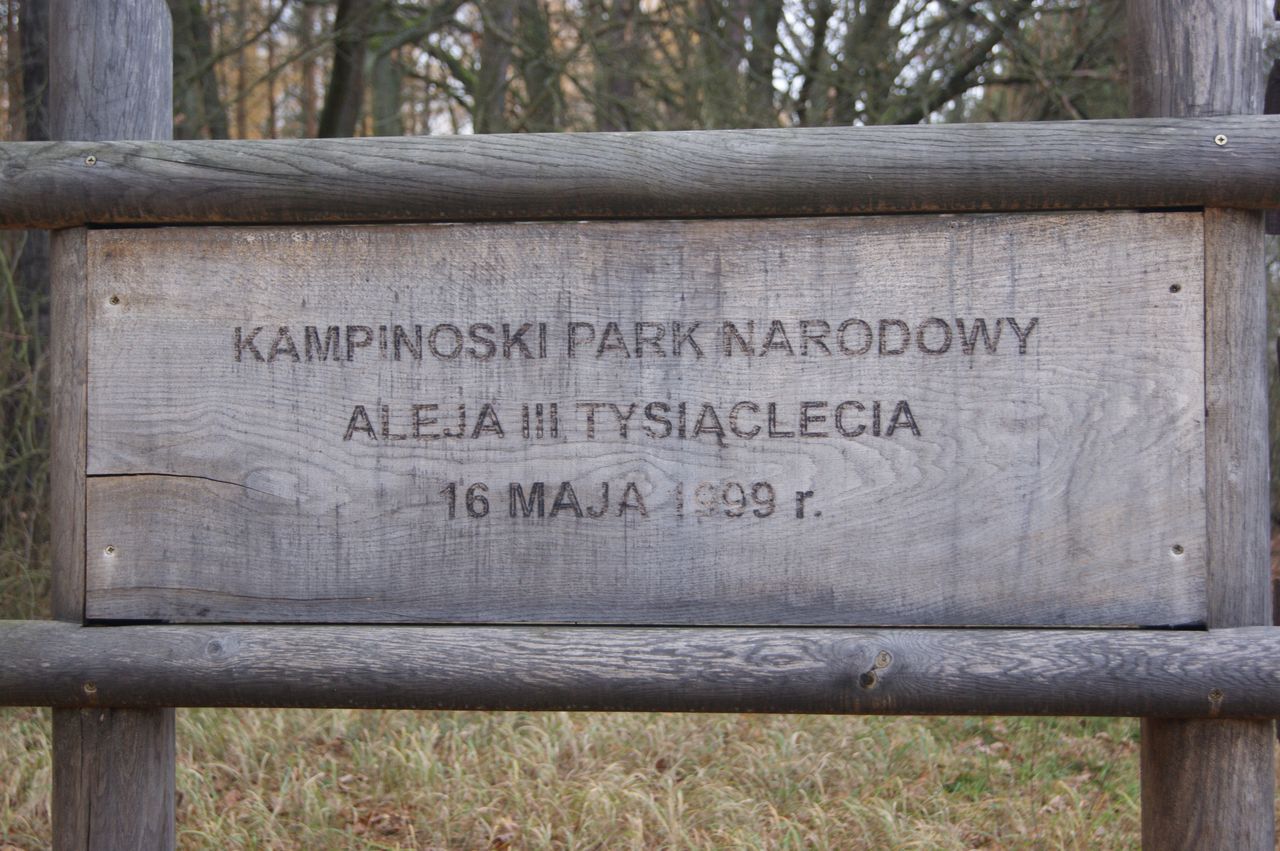 KAMPINOSKI PARK NARODOWY
ALEJA III TYSIĄCLECIA
16 MAJA 1999 r.